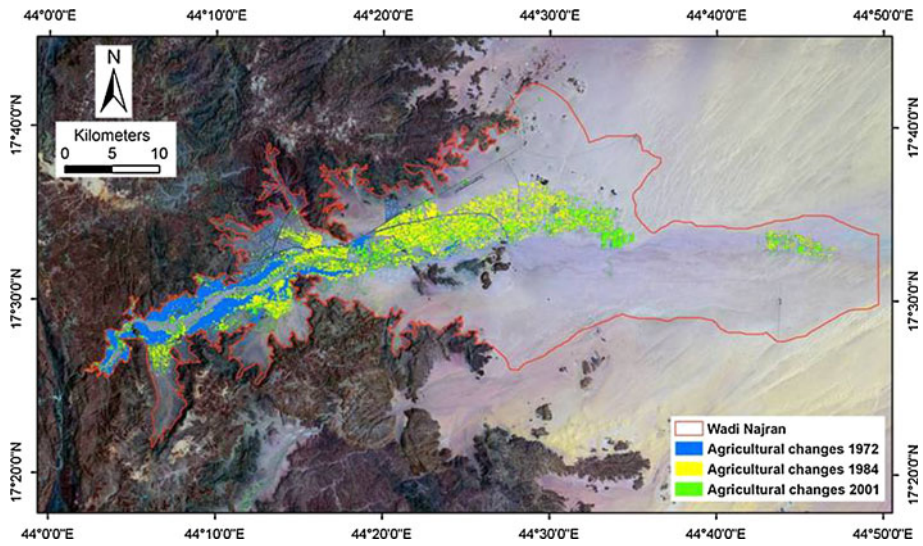 44°0'0"E 44°10'0"E 44°20'0"E 44°30'0"E 44°40'0"E 44°50'0"E
N
Kilometers
0 5 10
17°40'0"N 17°40'0"N
17°30'0"N 17°30'0"N
17°20'0"N 17°20'0"N
Wadi Najran
Agricultural changes 1972
Agricultural changes 1984
Agricultural changes 2001
44°0'0"E 44°10'0"E 44°20'0"E 44°30'0"E 44°40'0"E 44°50'0"E